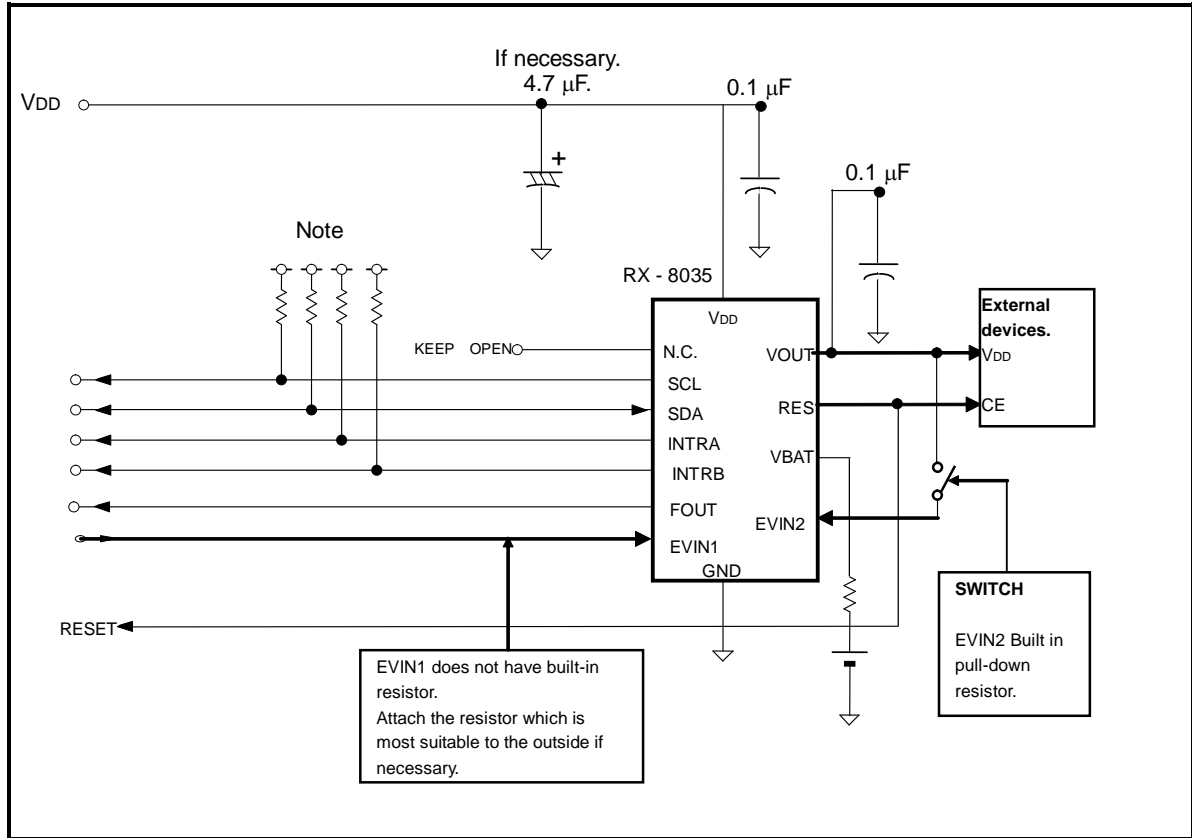 If necessary.
4.7 μF.
0.1 μF
VDD
0.1 μF
+
Note
RX - 8035
VDD
External
devices.
VDD
CE
KEEP OPEN
N.C.
SCL
SDA
INTRA
INTRB
FOUT
EVIN1
GND
VOUT
RES
VBAT
EVIN2
RESET
SWITCH
EVIN2 Built in
pull-down
resistor.
EVIN1 does not have built-in
resistor.
Attach the resistor which is
most suitable to the outside if
necessary.